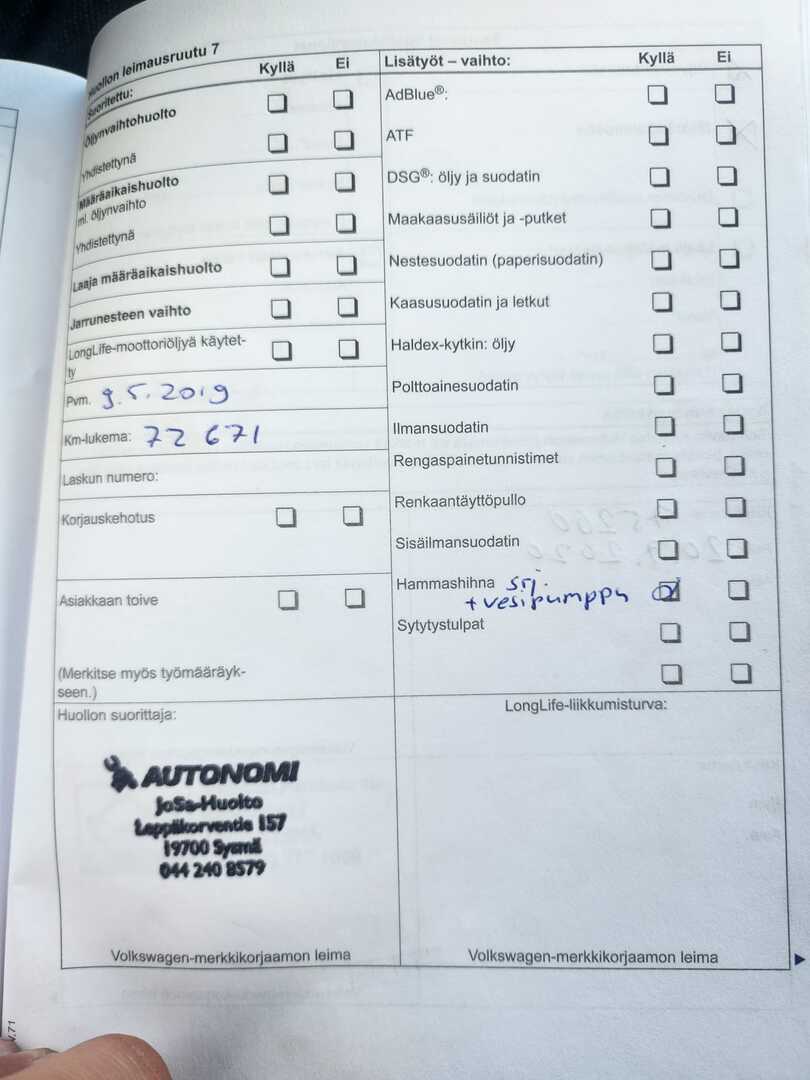 Huollon leimausruutu 7
Suoritettu:
Kyllä
Ei
Öljynvaihtohuolto
Yhdistettynä
Määräaikaishuolto
ml. öljynvaihto
Yhdistettynä
Laaja määräaikaishuolto
Jarrunesteen vaihto
LongLife-moottoriöljyä käytet-
ty
Pvm. 9.5.2019
Km-lukema: 72 671
Laskun numero:
Korjauskehotus
Asiakkaan toive
(Merkitse myös työmääräyk-
seen.)
Lisätyöt – vaihto:
Kyllä
Ei
AdBlue®:
ATF
DSG®: öljy ja suodatin
Maakaasusäiliöt ja -putket
Nestesuodatin (paperisuodatin)
Kaasusuodatin ja letkut
Haldex-kytkin: öljy
Polttoainesuodatin
Ilmansuodatin
Rengaspainetunnistimet
Renkaantäyttöpullo
Sisäilmansuodatin
Hammashihna srj.
+ vesipumppu
Sytytystulpat
Huollon suorittaja:
AUTONOMI
JoSa-Huolto
Leppäkorventie 157
19700 Sysmä
044 240 8579
Volkswagen-merkkikorjaamon leima
LongLife-liikkumisturva:
Volkswagen-merkkikorjaamon leima